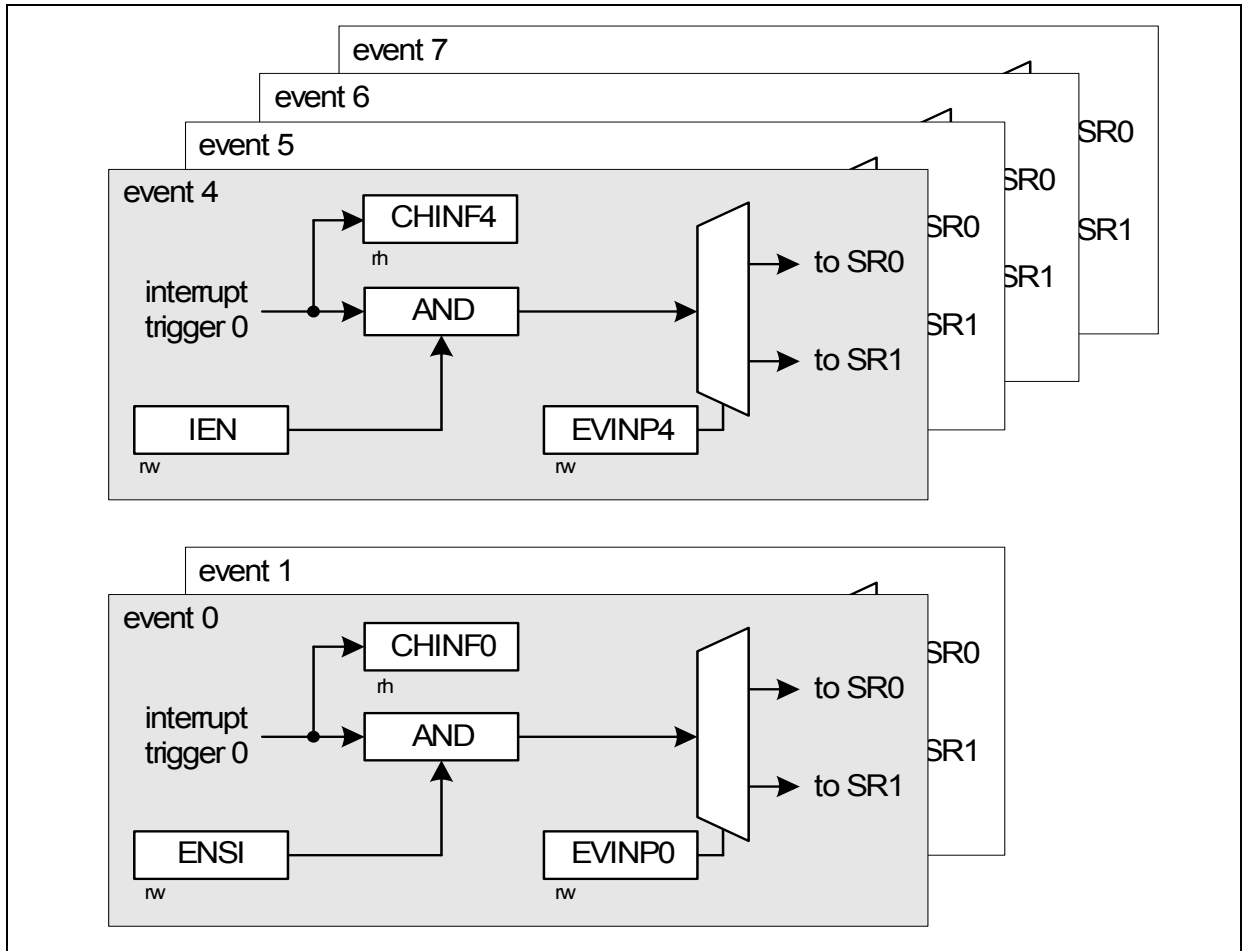 event 7
SR0
SR1
event 6
SR0
SR1
event 5
SR0
SR1
event 4
CHINF4
rh
interrupt
trigger 0
AND
to SR0
to SR1
IEN
rw
EVINP4
rw
event 1
SR0
SR1
event 0
CHINF0
rh
interrupt
trigger 0
AND
to SR0
to SR1
ENSI
rw
EVINP0
rw